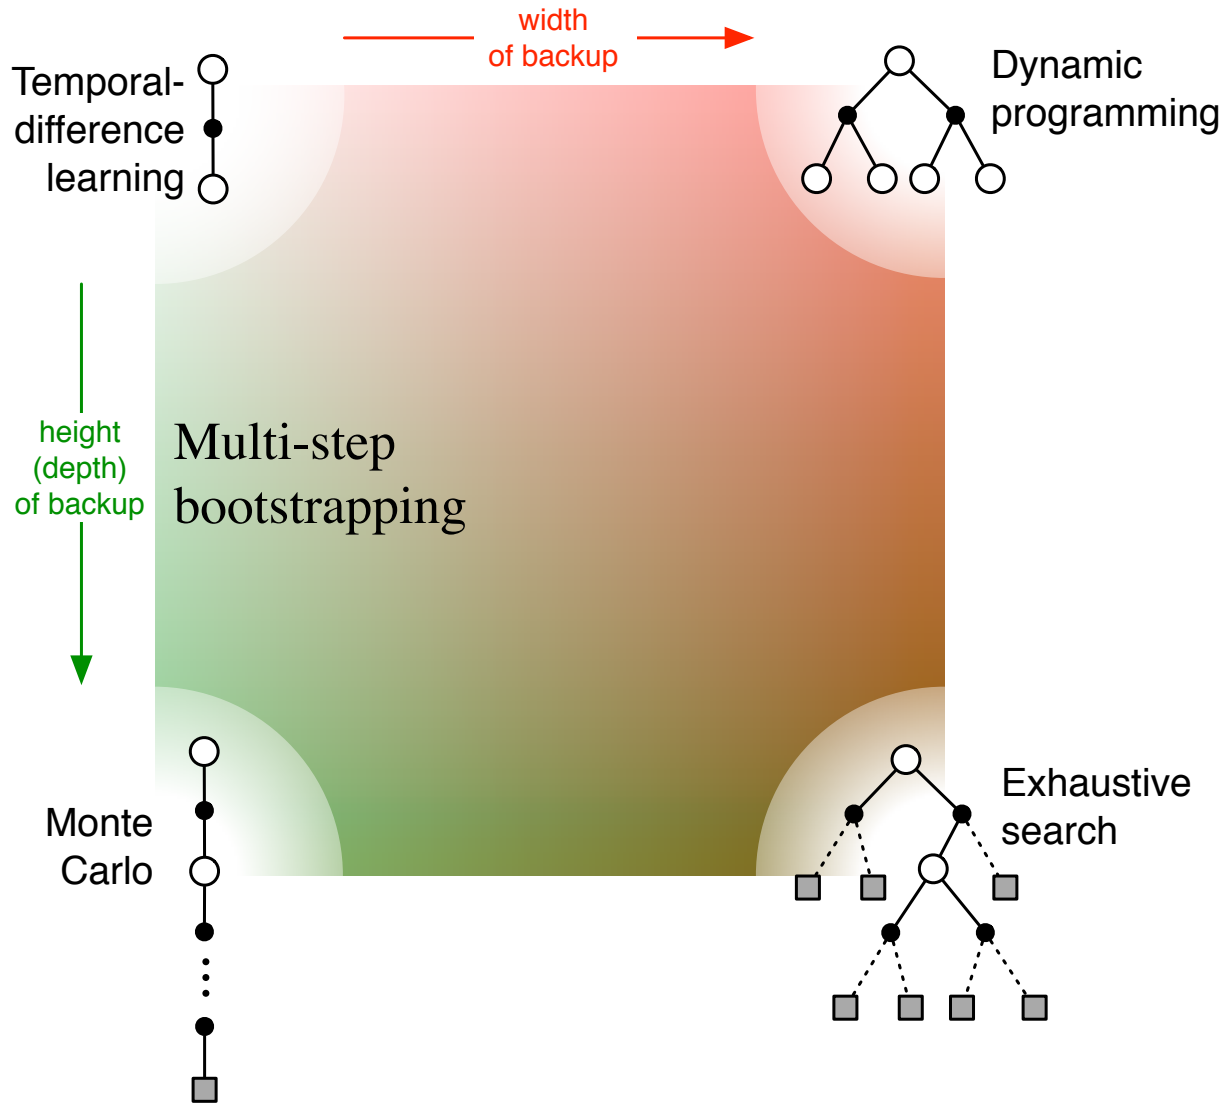 width
of backup
Temporal-
difference
learning
Dynamic
programming
height
(depth)
of backup
Multi-step
bootstrapping
Monte
Carlo
Exhaustive
search